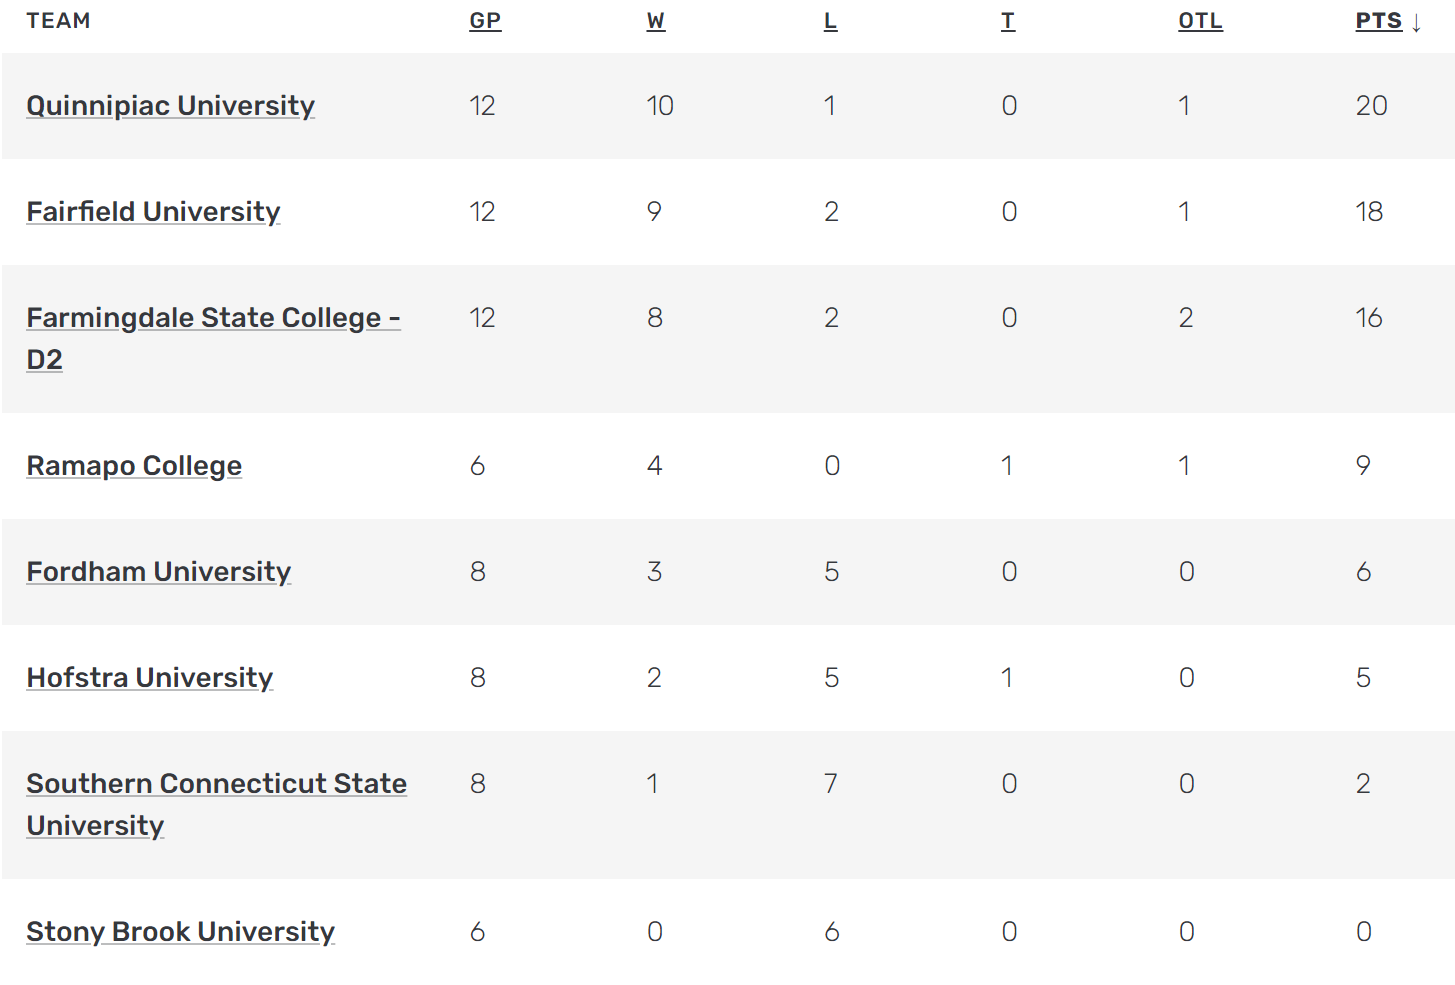 TEAM GP W L T OTL PTS ↓
Quinnipiac University 12 10 1 0 1 20
Fairfield University 12 9 2 0 1 18
Farmingdale State College - 12 8 2 0 2 16
D2
Ramapo College 6 4 0 1 1 9
Fordham University 8 3 5 0 0 6
Hofstra University 8 2 5 1 0 5
Southern Connecticut State 8 1 7 0 0 2
University
Stony Brook University 6 0 6 0 0 0